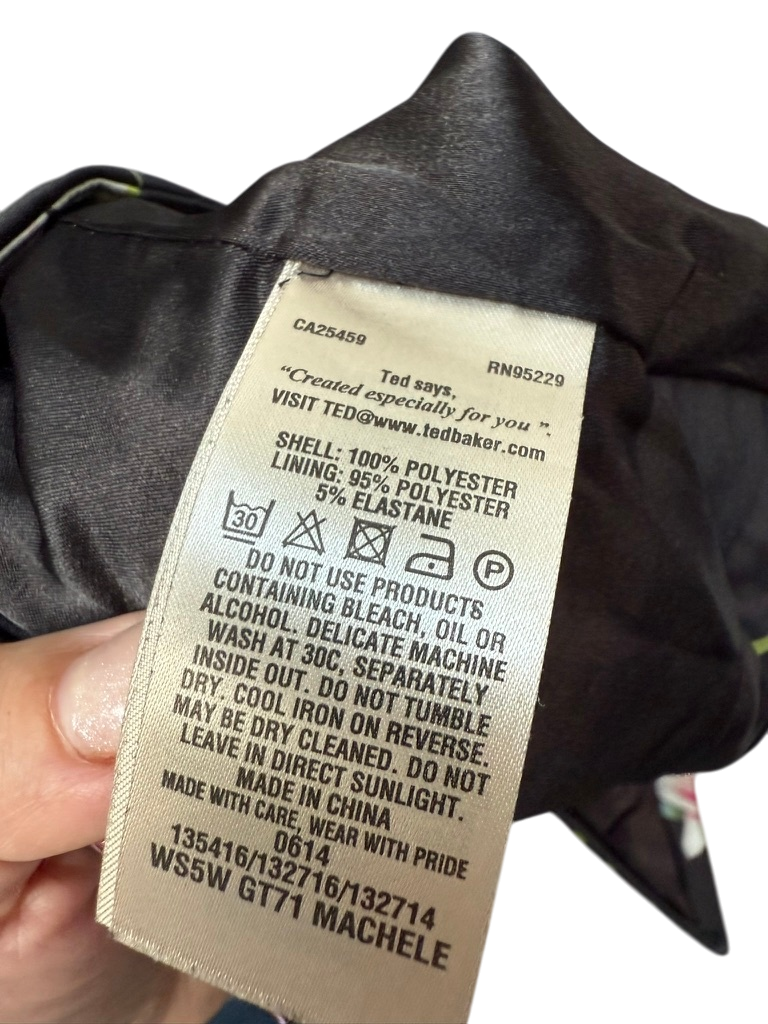 CA25459
RN95229
Ted says,
“Created especially for you ”.
VISIT TED@www.tedbaker.com
SHELL: 100% POLYESTER
LINING: 95% POLYESTER
5% ELASTANE
30 P
DO NOT USE PRODUCTS
CONTAINING BLEACH, OIL OR
ALCOHOL. DELICATE MACHINE
WASH AT 30C, SEPARATELY
INSIDE OUT. DO NOT TUMBLE
DRY. COOL IRON ON REVERSE.
MAY BE DRY CLEANED. DO NOT
LEAVE IN DIRECT SUNLIGHT.
MADE IN CHINA
MADE WITH CARE, WEAR WITH PRIDE
0614
135416/132716/132714
WS5W GT71 MACHELE